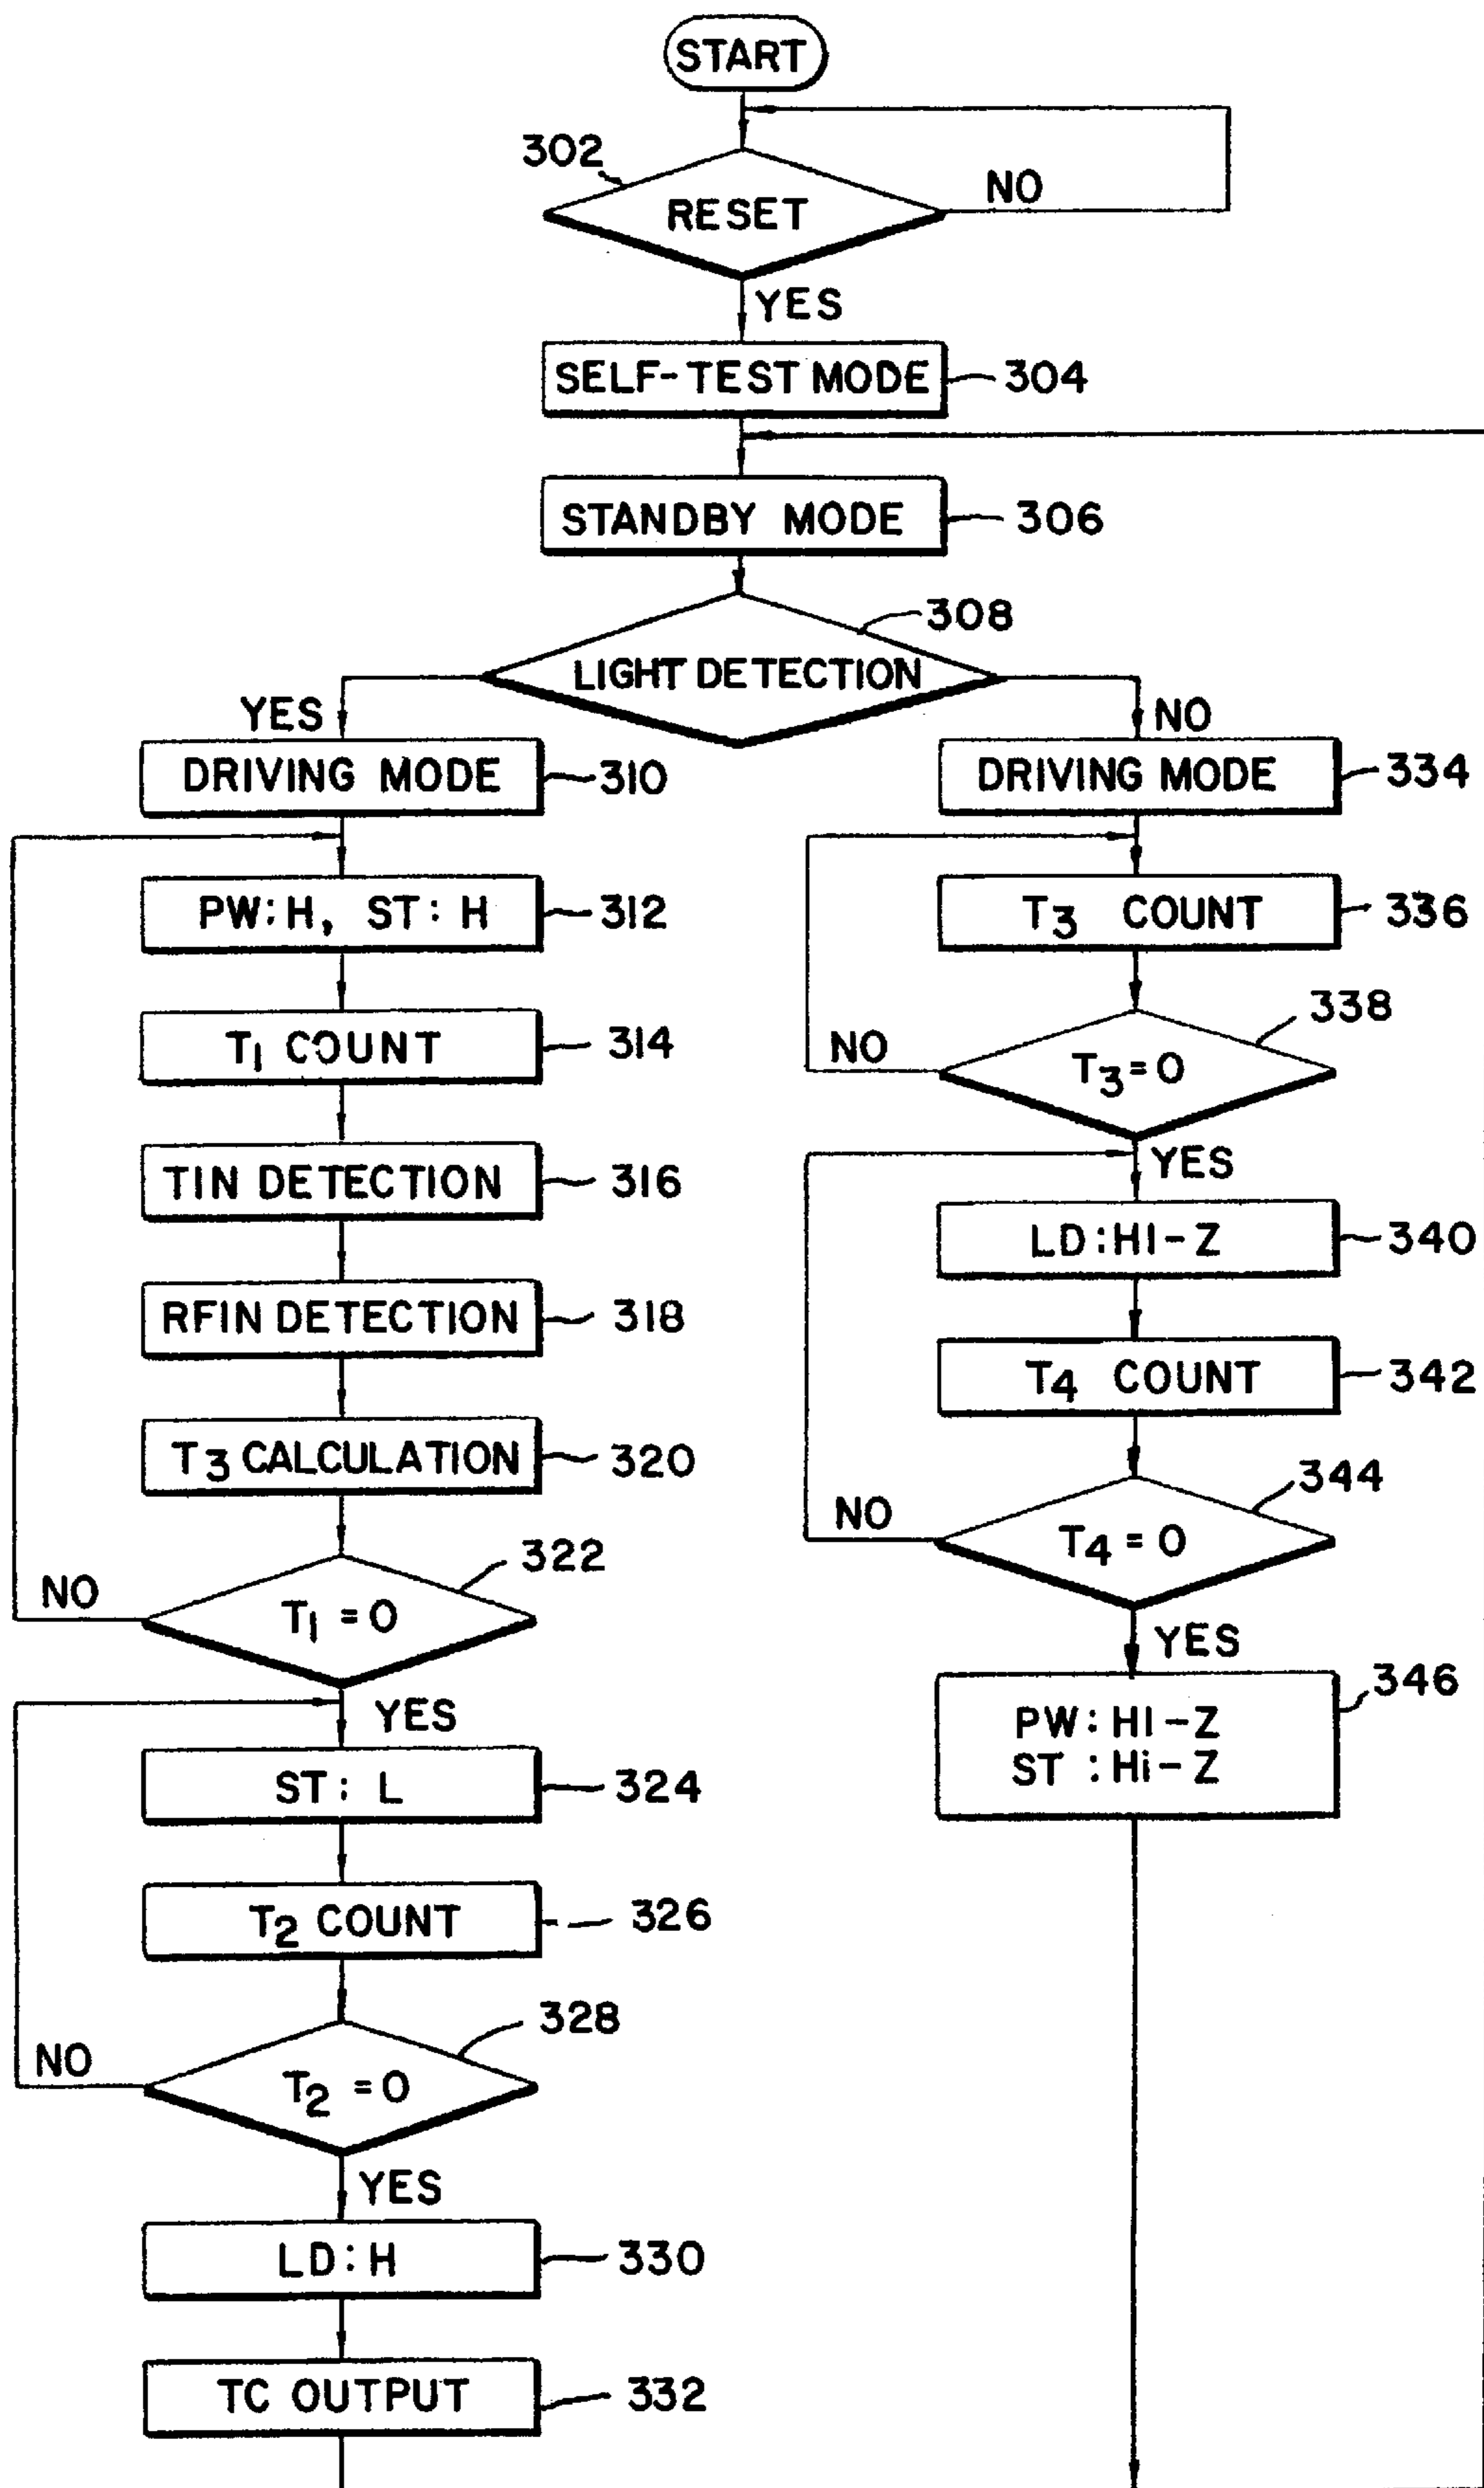 START
302
RESET
NO
YES
SELF-TEST MODE
304
STANDBY MODE
306
308
LIGHT DETECTION
YES
NO
DRIVING MODE
310
PW:H, ST: H
312
T1 COUNT
314
TIN DETECTION
316
RFIN DETECTION
318
T3 CALCULATION
320
322
T1 = 0
NO
YES
ST: L
324
T2 COUNT
326
328
T2 = 0
NO
YES
LD:H
330
TC OUTPUT
332
DRIVING MODE
334
T3 COUNT
336
338
T3=0
NO
YES
LD:HI-Z
340
T4 COUNT
342
344
T4 = 0
NO
YES
346
PW:HI-Z
ST :Hi-Z